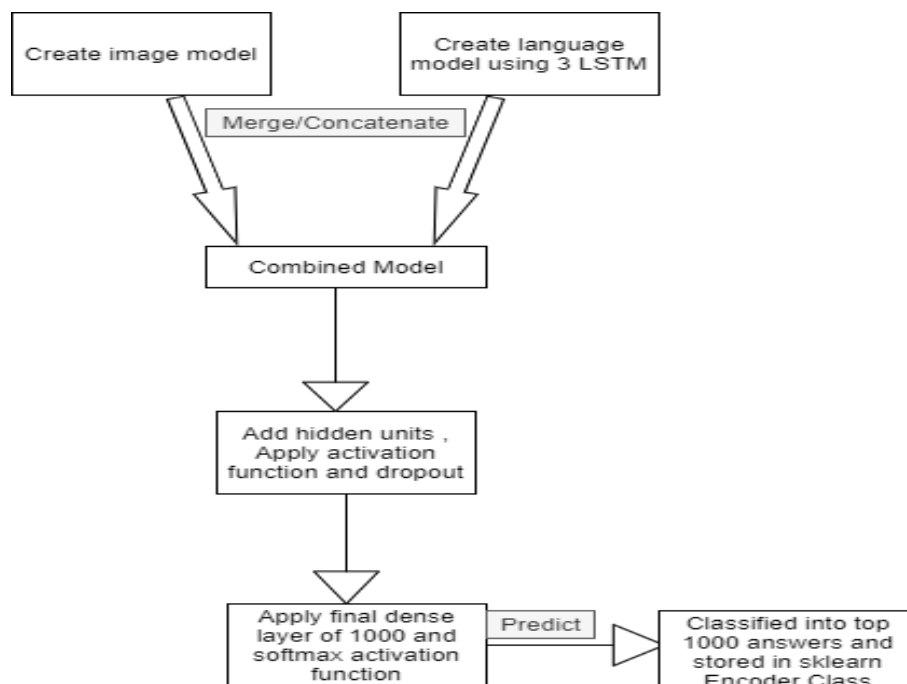 Create image model
Create language
model using 3 LSTM
Merge/Concatenate
Combined Model
Add hidden units ,
Apply activation
function and dropout
Apply final dense
layer of 1000 and
softmax activation
function
Predict
Classified into top
1000 answers and
stored in sklearn
Encoder Class